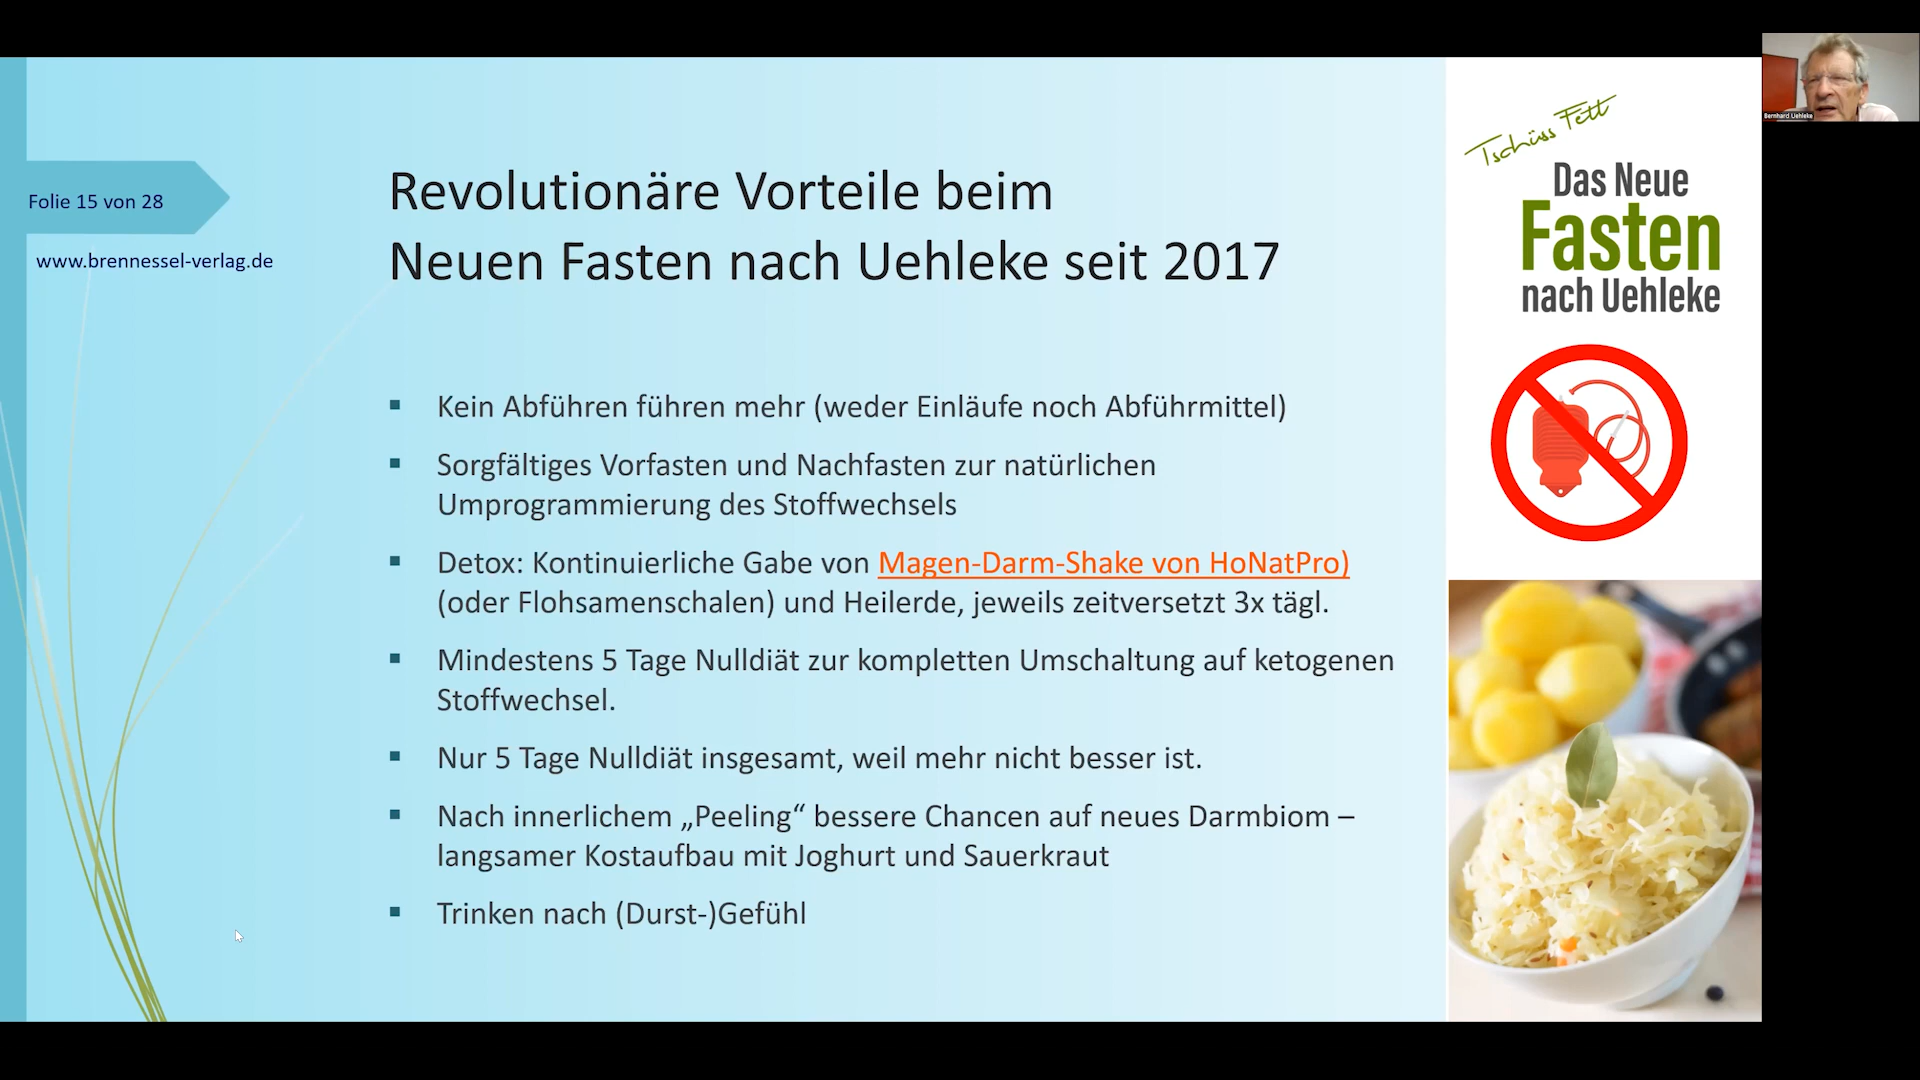 Folie 15 von 28
www.brennessel-verlag.de
Revolutionäre Vorteile beim
Neuen Fasten nach Uehleke seit 2017
Kein Abführen führen mehr (weder Einläufe noch Abführmittel)
Sorgfältiges Vorfasten und Nachfasten zur natürlichen
Umprogrammierung des Stoffwechsels
Detox: Kontinuierliche Gabe von Magen-Darm-Shake von HoNatPro)
(oder Flohsamenschalen) und Heilerde, jeweils zeitversetzt 3x tägl.
Mindestens 5 Tage Nulldiät zur kompletten Umschaltung auf ketogenen
Stoffwechsel.
Nur 5 Tage Nulldiät insgesamt, weil mehr nicht besser ist.
Nach innerlichem „Peeling“ bessere Chancen auf neues Darmbiom –
langsamer Kostaufbau mit Joghurt und Sauerkraut
Trinken nach (Durst-)Gefühl
Tschüss Fett
Das Neue
Fasten
nach Uehleke
Bernhard Uehleke